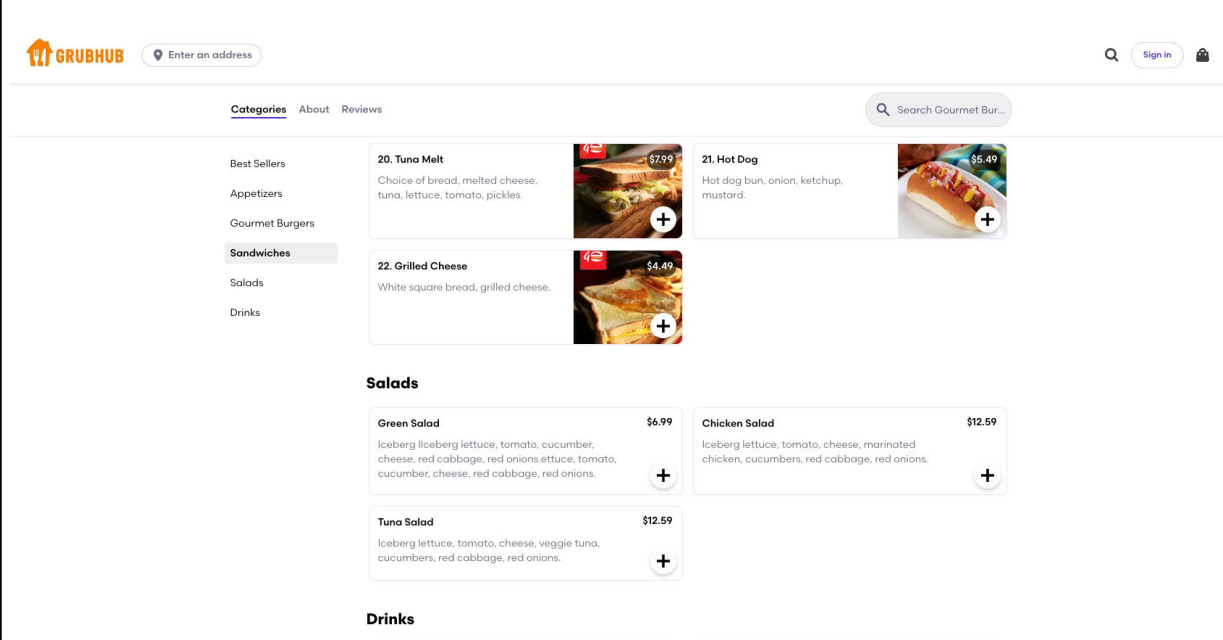 GRUBHUB
Enter an address
Sign in
Categories About Reviews
Search Gourmet Bur...
Best Sellers
Appetizers
Gourmet Burgers
Sandwiches
Salads
Drinks
20. Tuna Melt
$7.99
Choice of bread, melted cheese,
tuna, lettuce, tomato, pickles.
21. Hot Dog
$5.49
Hot dog bun, onion, ketchup,
mustard.
22. Grilled Cheese
$4.49
White square bread, grilled cheese.
Salads
Green Salad
$6.99
Iceberg lIceberg lettuce, tomato, cucumber,
cheese, red cabbage, red onions.ettuce, tomato,
cucumber, cheese, red cabbage, red onions.
Chicken Salad
$12.59
Iceberg lettuce, tomato, cheese, marinated
chicken, cucumbers, red cabbage, red onions.
Tuna Salad
$12.59
Iceberg lettuce, tomato, cheese, veggie tuna,
cucumbers, red cabbage, red onions.
Drinks